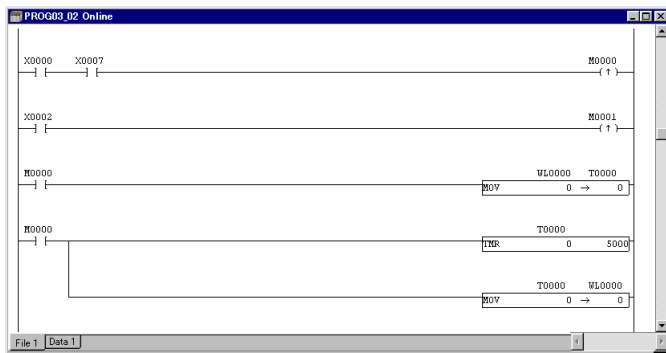 PROG03_02 Online
X0000 X0007 M0000
( ↑ )
X0002 M0001
( ↑ )
M0000 WL0000 T0000
MOV 0 → 0
M0000 T0000
TMR 0 5000
T0000 WL0000
MOV 0 → 0
File 1 Data 1